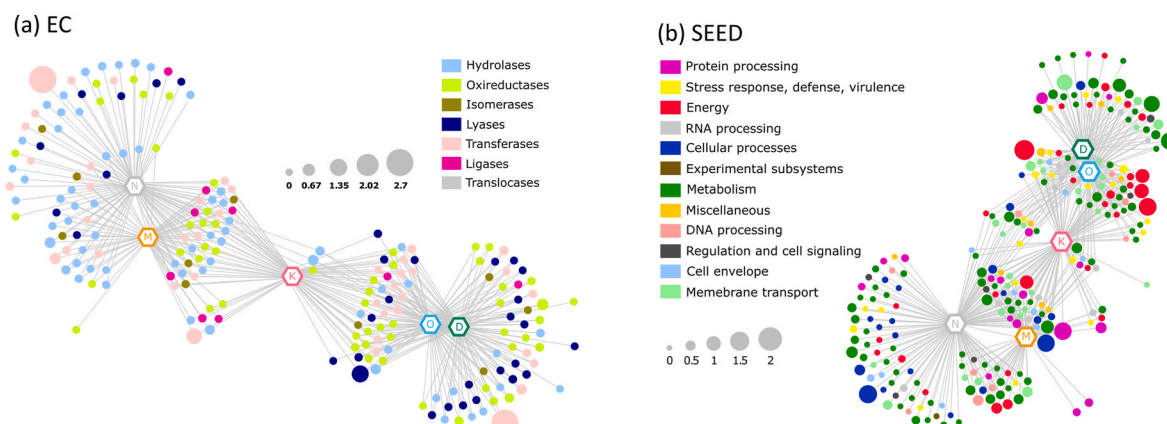 (a) EC
Hydrolases
Oxireductases
Isomerases
Lyases
Transferases
Ligases
Translocases
0 0.67 1.35 2.02 2.7
N
M
K
O
D
(b) SEED
Protein processing
Stress response, defense, virulence
Energy
RNA processing
Cellular processes
Experimental subsystems
Metabolism
Miscellaneous
DNA processing
Regulation and cell signaling
Cell envelope
Memebrane transport
0 0.5 1 1.5 2
D
O
K
N
M